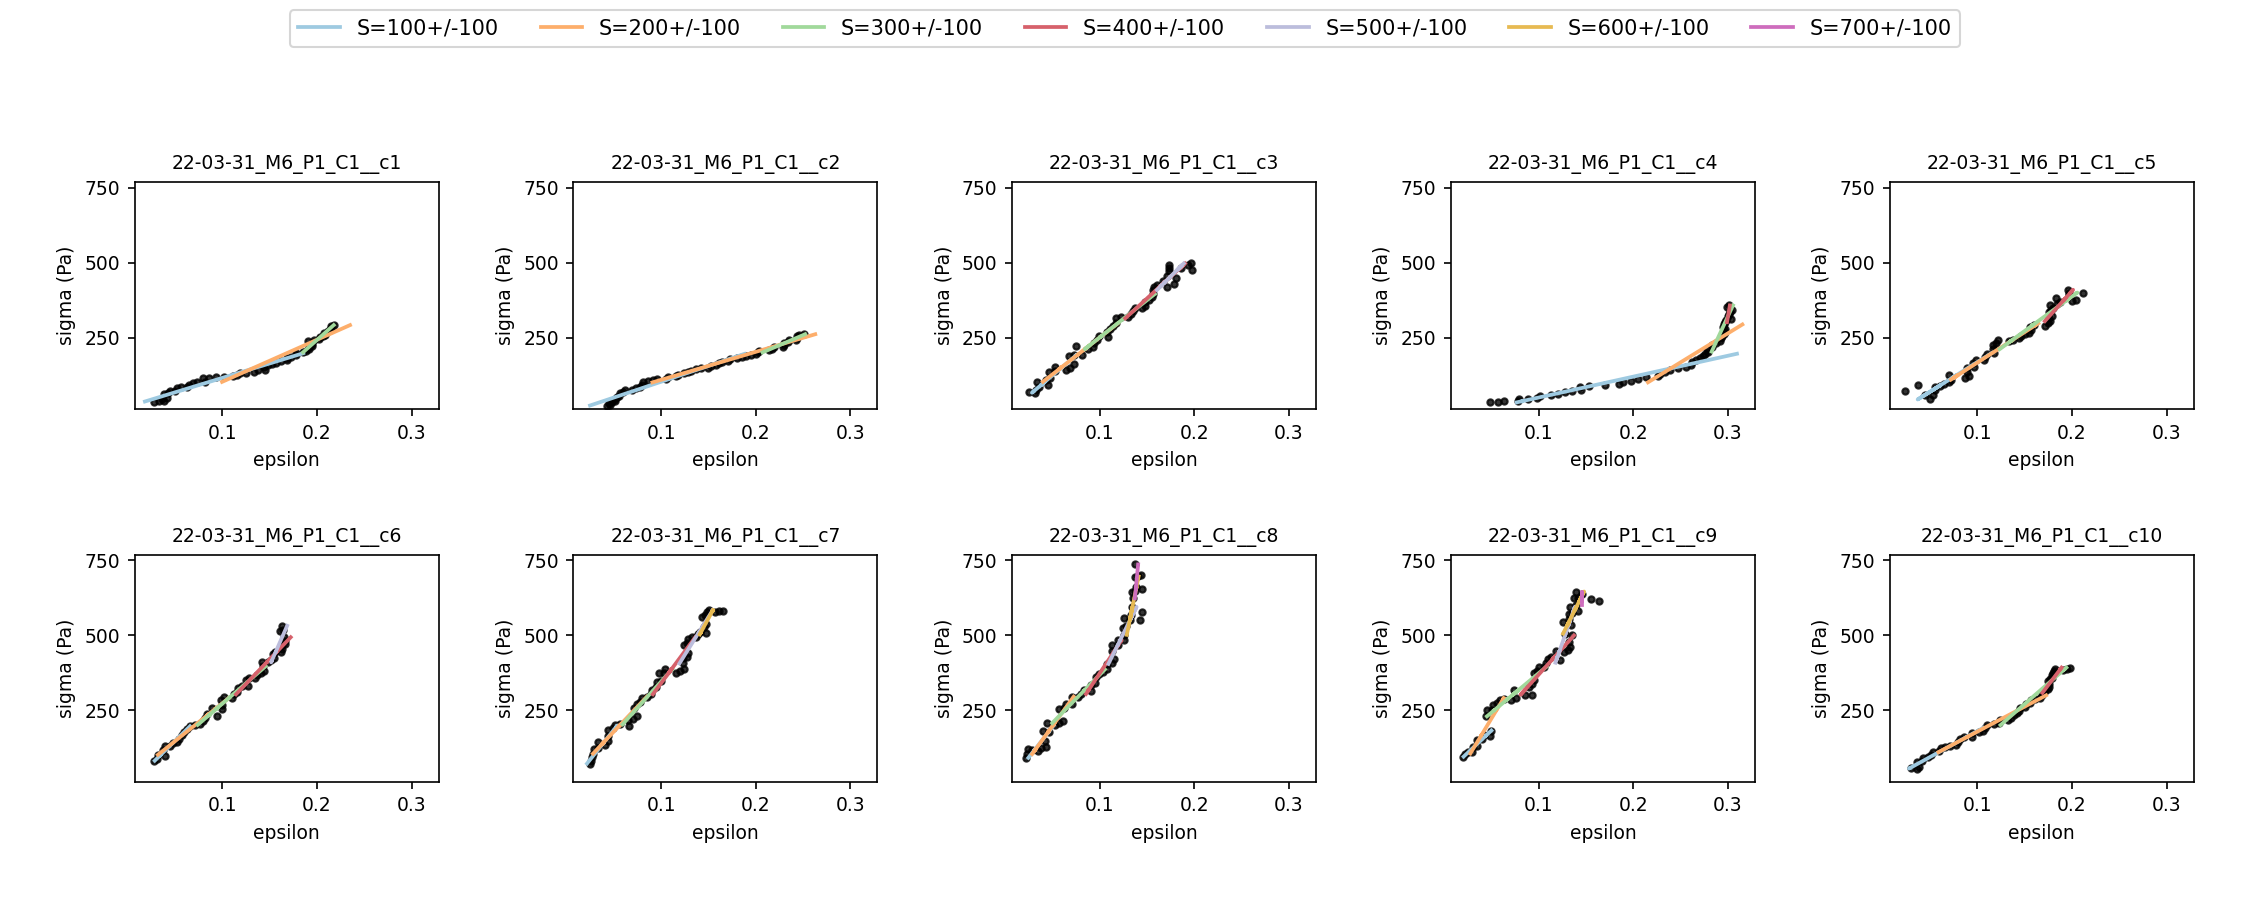 S=100+/-100 S=200+/-100 S=300+/-100 S=400+/-100 S=500+/-100 S=600+/-100 S=700+/-100
22-03-31_M6_P1_C1__c1 22-03-31_M6_P1_C1__c2 22-03-31_M6_P1_C1__c3 22-03-31_M6_P1_C1__c4 22-03-31_M6_P1_C1__c5
750 750 750 750 750
500 500 500 500 500
250 250 250 250 250
sigma (Pa) sigma (Pa) sigma (Pa) sigma (Pa) sigma (Pa)
0.1 0.2 0.3 0.1 0.2 0.3 0.1 0.2 0.3 0.1 0.2 0.3 0.1 0.2 0.3
epsilon epsilon epsilon epsilon epsilon
22-03-31_M6_P1_C1__c6 22-03-31_M6_P1_C1__c7 22-03-31_M6_P1_C1__c8 22-03-31_M6_P1_C1__c9 22-03-31_M6_P1_C1__c10
750 750 750 750 750
500 500 500 500 500
250 250 250 250 250
sigma (Pa) sigma (Pa) sigma (Pa) sigma (Pa) sigma (Pa)
0.1 0.2 0.3 0.1 0.2 0.3 0.1 0.2 0.3 0.1 0.2 0.3 0.1 0.2 0.3
epsilon epsilon epsilon epsilon epsilon